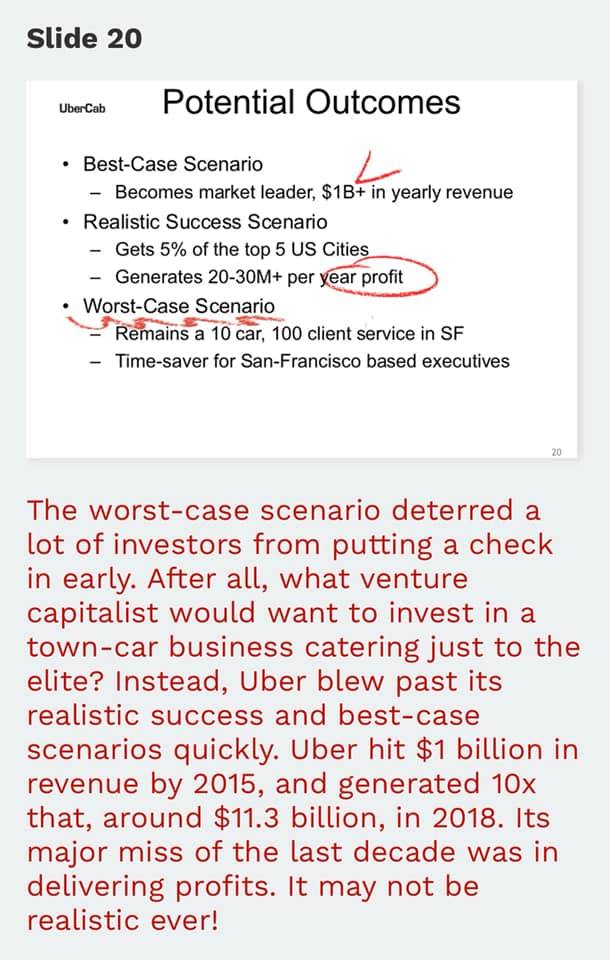 Slide 20
UberCab
Potential Outcomes
• Best-Case Scenario
– Becomes market leader, $1B+ in yearly revenue
• Realistic Success Scenario
– Gets 5% of the top 5 US Cities
– Generates 20-30M+ per year profit
• Worst-Case Scenario
– Remains a 10 car, 100 client service in SF
– Time-saver for San-Francisco based executives
20
The worst-case scenario deterred a
lot of investors from putting a check
in early. After all, what venture
capitalist would want to invest in a
town-car business catering just to the
elite? Instead, Uber blew past its
realistic success and best-case
scenarios quickly. Uber hit $1 billion in
revenue by 2015, and generated 10x
that, around $11.3 billion, in 2018. Its
major miss of the last decade was in
delivering profits. It may not be
realistic ever!